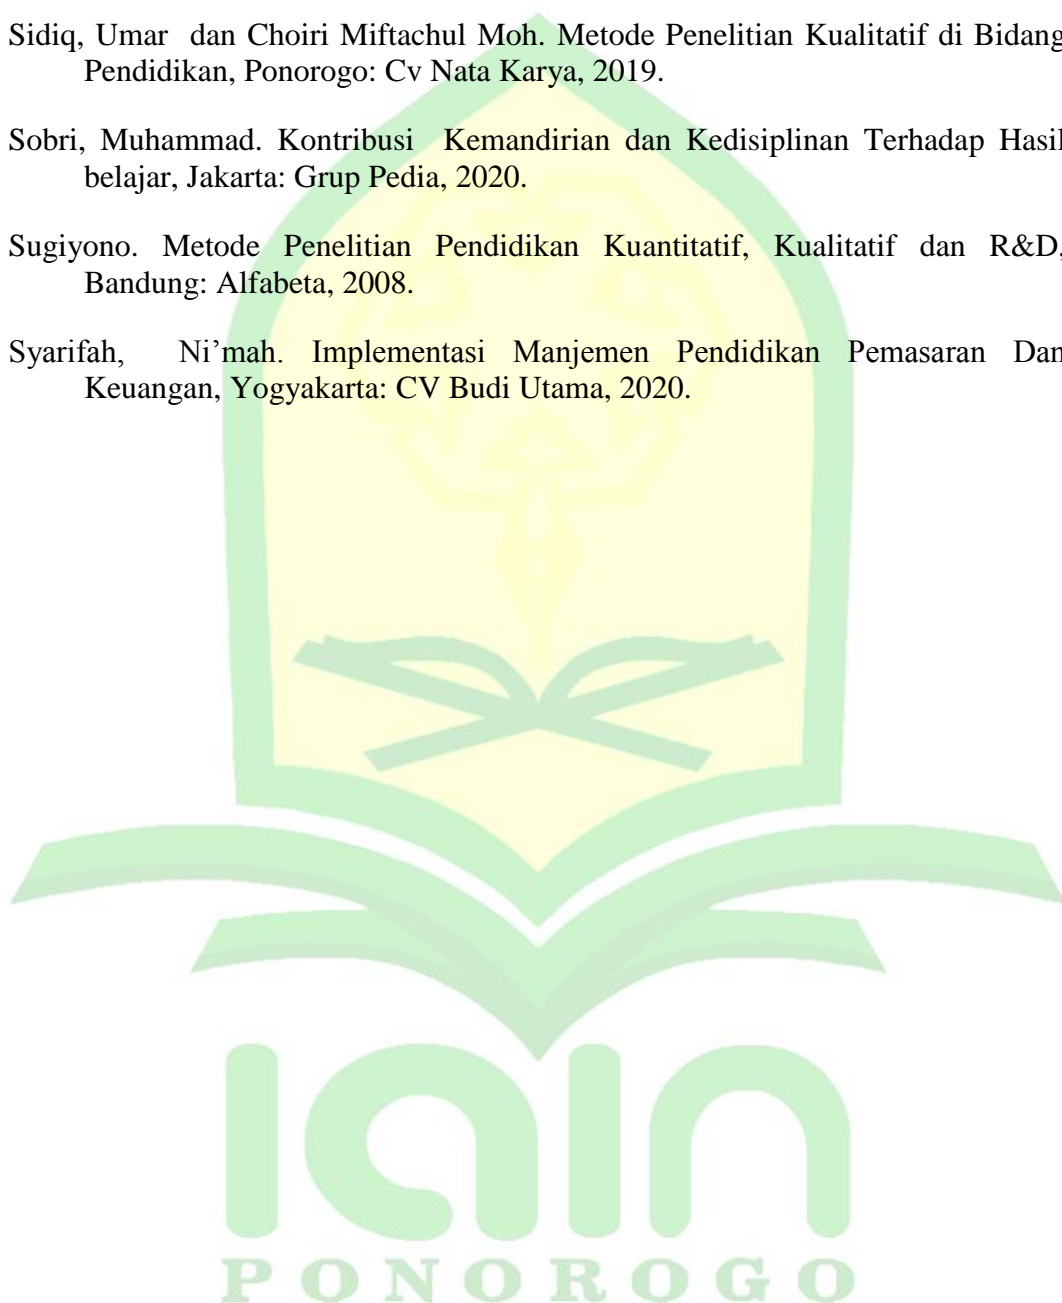 Sidiq, Umar dan Choiri Miftachul Moh. Metode Penelitian Kualitatif di Bidang
Pendidikan, Ponorogo: Cv Nata Karya, 2019.
Sobri, Muhammad. Kontribusi Kemandirian dan Kedisiplinan Terhadap Hasil
belajar, Jakarta: Grup Pedia, 2020.
Sugiyono. Metode Penelitian Pendidikan Kuantitatif, Kualitatif dan R&D,
Bandung: Alfabeta, 2008.
Syarifah, Ni’mah. Implementasi Manjemen Pendidikan Pemasaran Dan
Keuangan, Yogyakarta: CV Budi Utama, 2020.
IAIN
PONOROGO